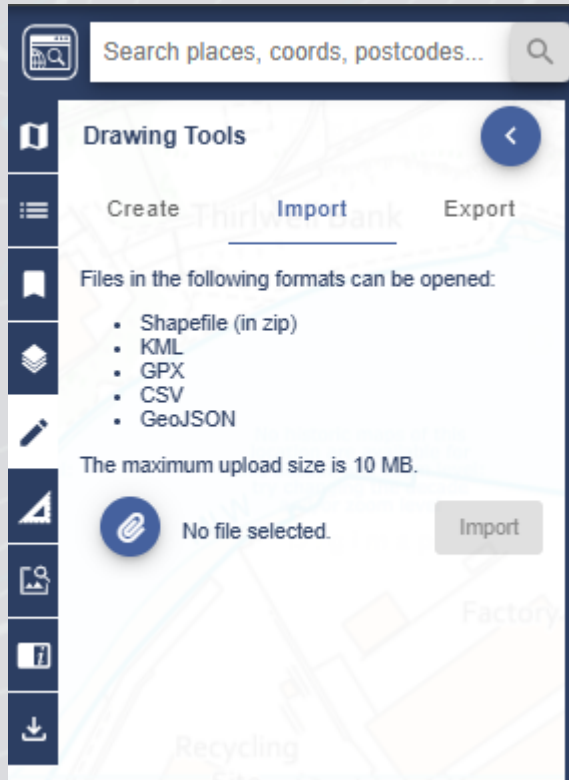 Search places, coords, postcodes...
Drawing Tools
Create Import Export
Thirlwell Bank
Files in the following formats can be opened:
• Shapefile (in zip)
• KML
• GPX
• CSV
• GeoJSON
The maximum upload size is 10 MB.
No file selected. Import
Factory
Recycling
Site